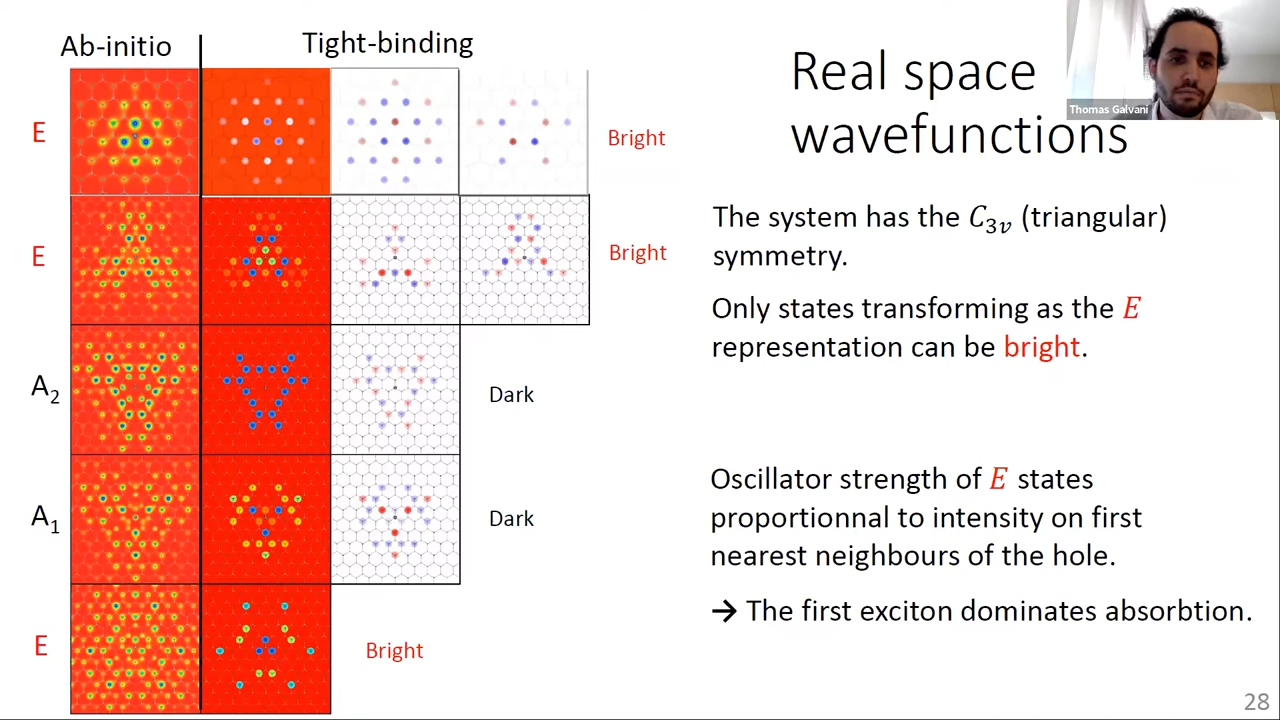 Ab-initio
Tight-binding
Real space
wavefunctions
Thomas Galvani
E
Bright
E
Bright
A2
Dark
A1
Dark
E
Bright
The system has the C3v (triangular)
symmetry.
Only states transforming as the E
representation can be bright.
Oscillator strength of E states
proportionnal to intensity on first
nearest neighbours of the hole.
→ The first exciton dominates absorbtion.
28